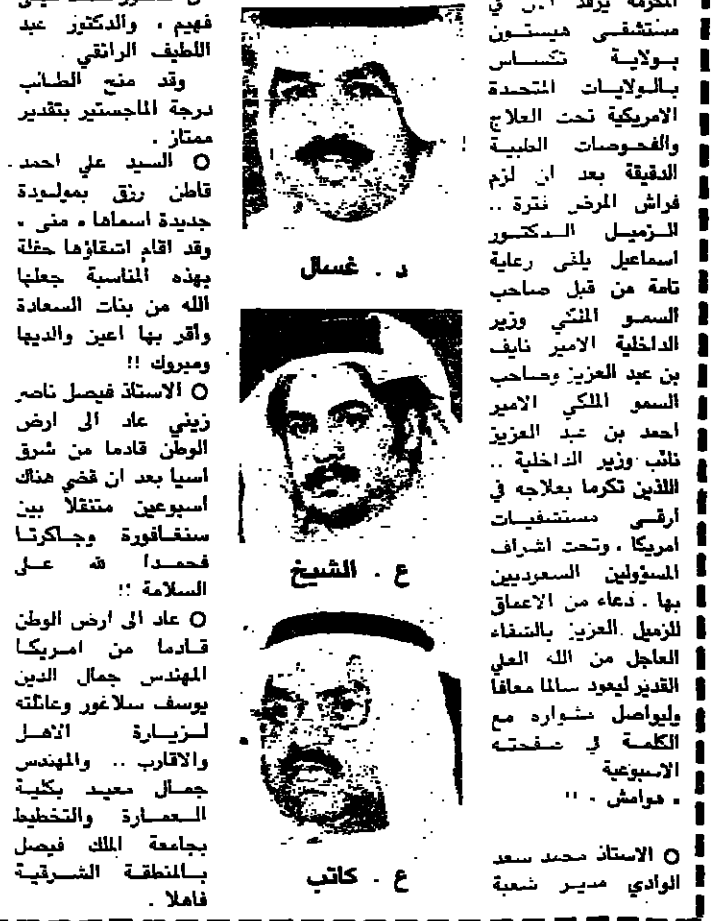 المكرمة يرقد في
مستشفى هيستون
بولاية تكساس
بالولايات المتحدة
الامريكية تحت العلاج
والفحوصات الطبية
الدقيقة بعد ان لزم
فراش المرض فترة ..
الزميل الدكتور
اسماعيل يلقى رعاية
تامة من قبل صاحب
السمو الملكي وزير
الداخلية الامير نايف
بن عبد العزيز وصاحب
السمو الملكي الامير
احمد بن عبد العزيز
نائب وزير الداخلية ..
اللذين تكرما بعلاجه في
ارقى مستشفيات
امريكا ، وتحت اشراف
المسؤولين السعوديين
بها . دعاء من الاعماق
للزميل العزيز بالشفاء
العاجل من الله العلي
القدير ليعود سالما معافا
وليواصل مشواره مع
الكلمة في صفحته
الاسبوعية
« هوامش » !!
O الاستاذ محمد سعد
الوادي مدير شعبة
د . غسال
ع . الشيخ
ع . كاتب
فهيم ، والدكتور عبد
اللطيف الرائقي .
وقد منح الطالب
درجة الماجستير بتقدير
ممتاز .
O السيد علي احمد
قاطن رزق بمولودة
جديدة اسماها « منى »
وقد اقام اشقاؤها حفلة
بهذه المناسبة جعلها
الله من بنات السعادة
وأقر بها اعين والديها
ومبروك !!
O الاستاذ فيصل ناصر
زيني عاد الى ارض
الوطن قادما من شرق
اسيا بعد ان قضي هناك
اسبوعين متنقلا بين
سنغافورة وجاكرتا
فحمدا لله على
السلامة !!
O عاد الى ارض الوطن
قادما من امريكا
المهندس جمال الدين
يوسف سلاغور وعائلته
لزيارة الاهل
والاقارب .. والمهندس
جمال معيد بكلية
العمارة والتخطيط
بجامعة الملك فيصل
بالمنطقة الشرقية
فاهلا .